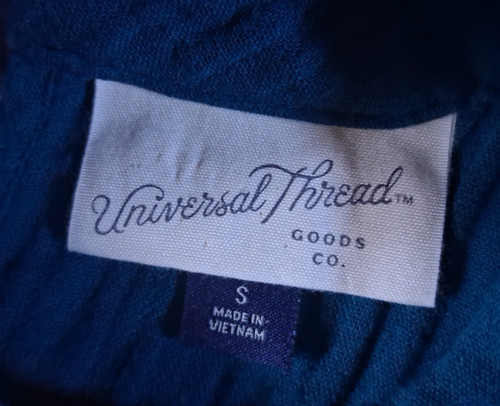 Universal Thread™
GOODS
CO.
S
MADE IN
VIETNAM